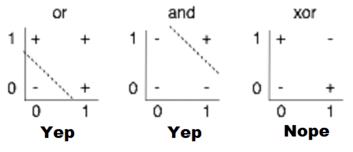 or and xor
1 + + 1 - + 1 + -
0 - + 0 - - 0 - +
0 1 0 1 0 1
Yep Yep Nope